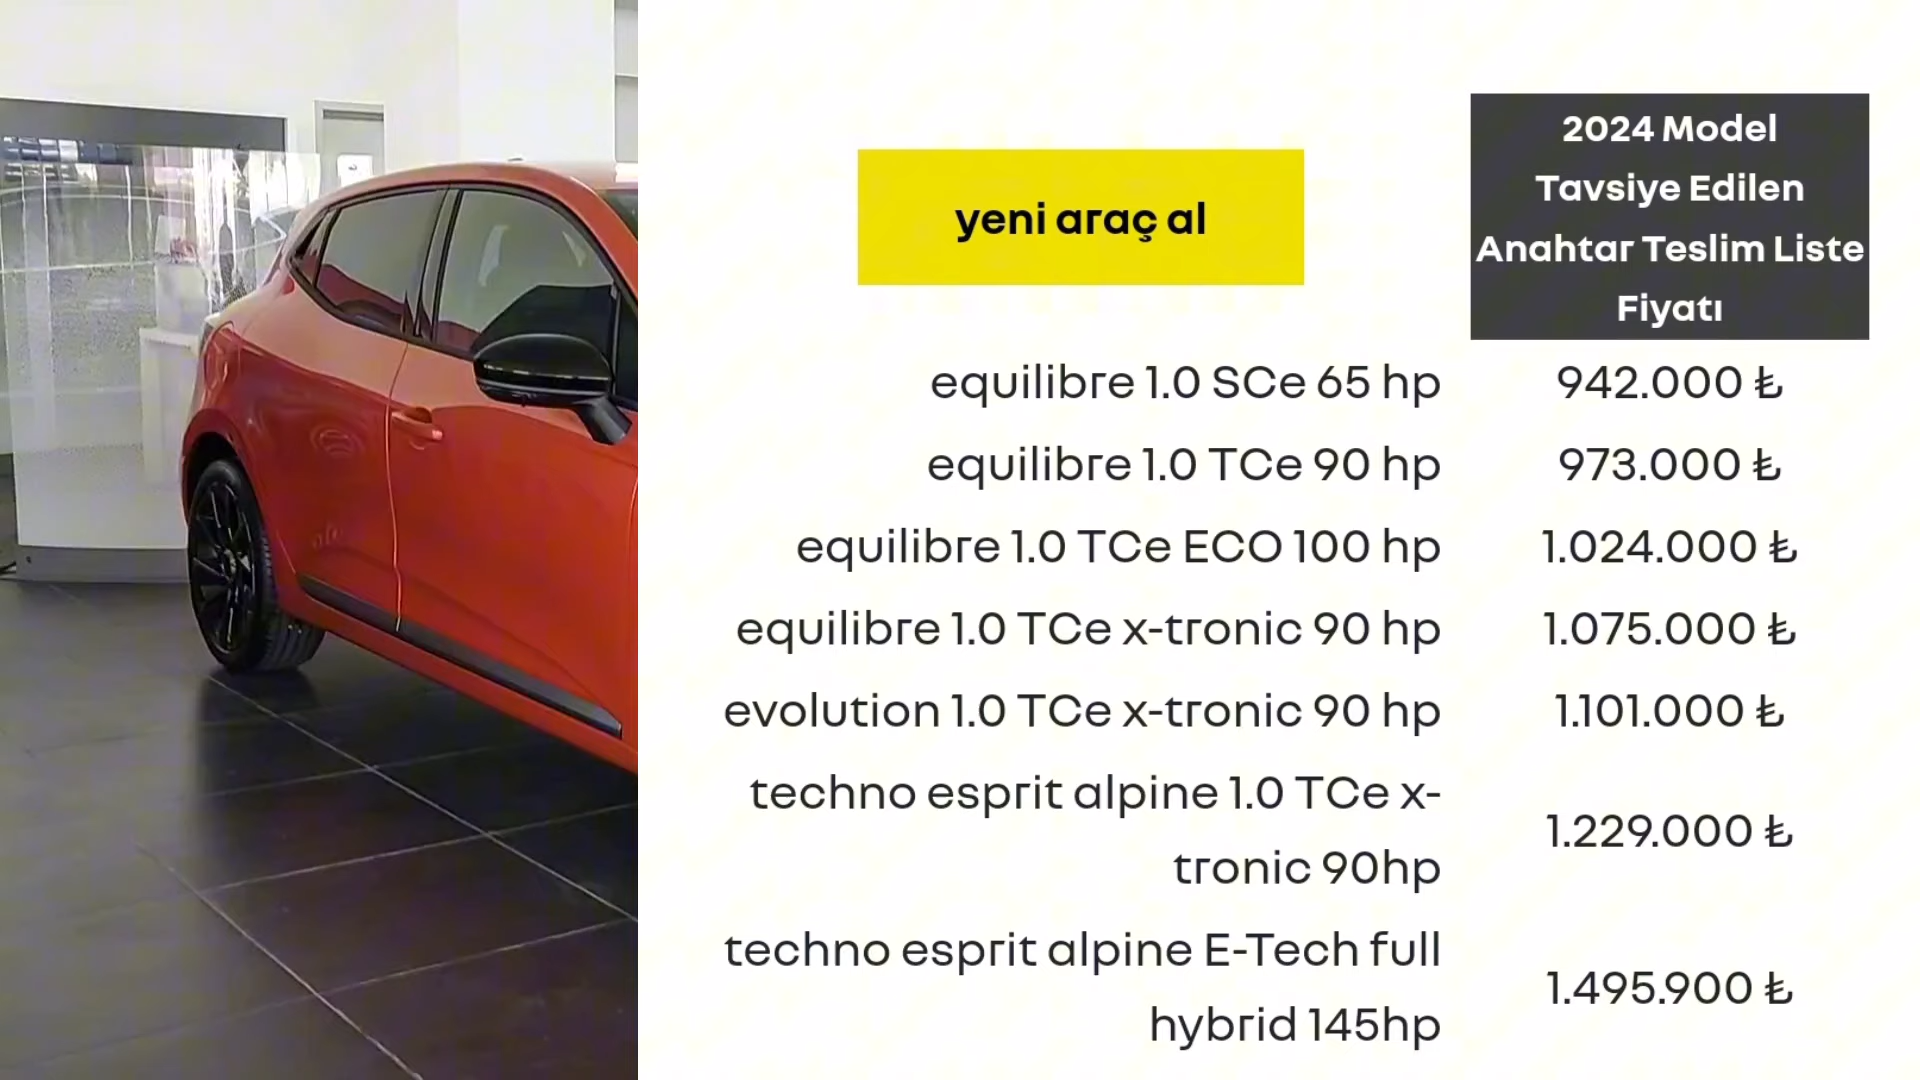 yeni araç al
2024 Model
Tavsiye Edilen
Anahtar Teslim Liste
Fiyatı
equilibre 1.0 SCe 65 hp 942.000 ₺
equilibre 1.0 TCe 90 hp 973.000 ₺
equilibre 1.0 TCe ECO 100 hp 1.024.000 ₺
equilibre 1.0 TCe x-tronic 90 hp 1.075.000 ₺
evolution 1.0 TCe x-tronic 90 hp 1.101.000 ₺
techno esprit alpine 1.0 TCe x-
tronic 90hp
1.229.000 ₺
techno esprit alpine E-Tech full
hybrid 145hp
1.495.900 ₺